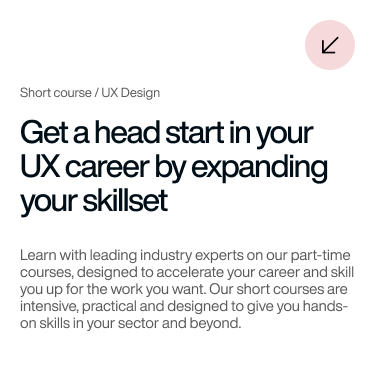 Short course / UX Design
Get a head start in your
UX career by expanding
your skillset
Learn with leading industry experts on our part-time
courses, designed to accelerate your career and skill
you up for the work you want. Our short courses are
intensive, practical and designed to give you hands-
on skills in your sector and beyond.